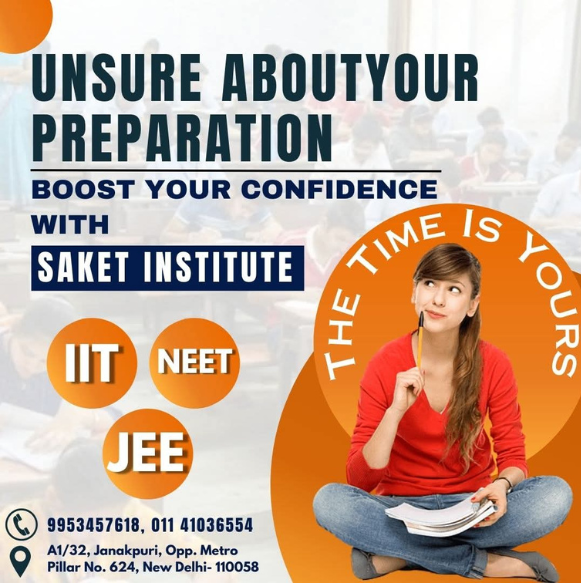 UNSURE ABOUTYOUR
PREPARATION
BOOST YOUR CONFIDENCE
WITH
SAKET INSTITUTE
THE TIME IS YOURS
IIT
NEET
JEE
9953457618, 011 41036554
A1/32, Janakpuri, Opp. Metro
Pillar No. 624, New Delhi- 110058